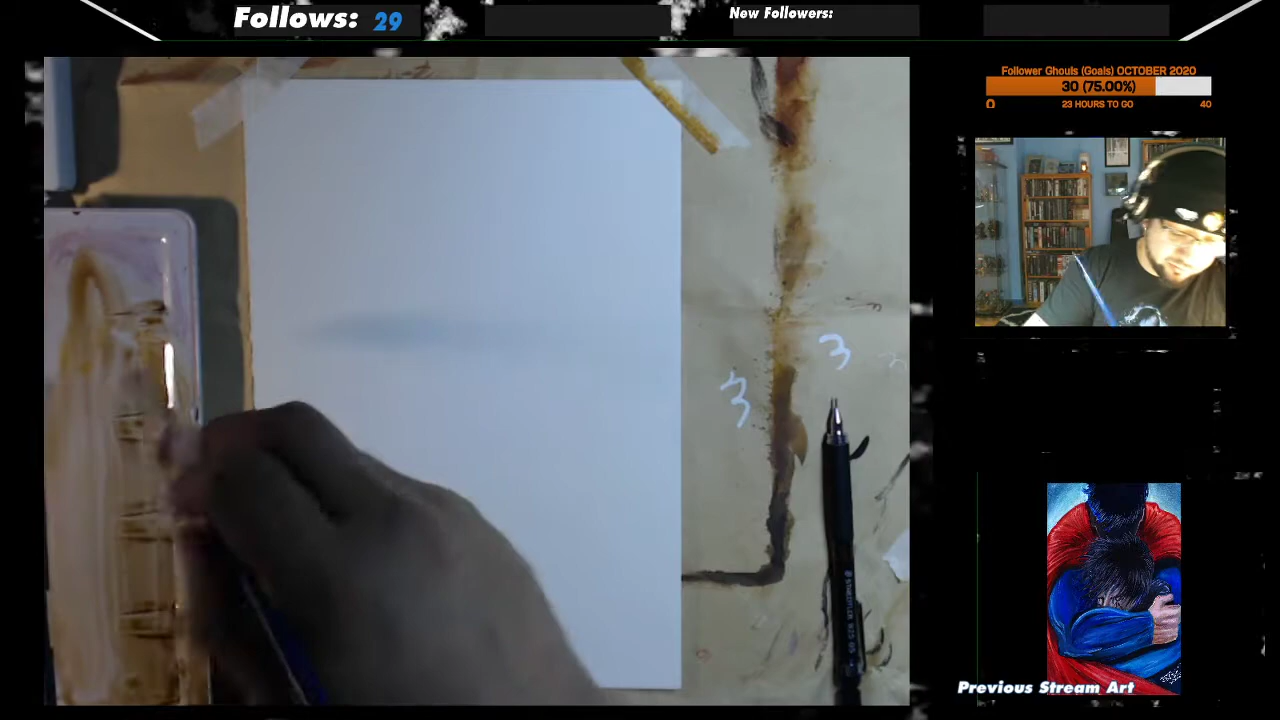 Follows: 29
New Followers:
Follower Ghouls (Goals) OCTOBER 2020
30 (75.00%)
0 23 HOURS TO GO 40
3
3
Previous Stream Art